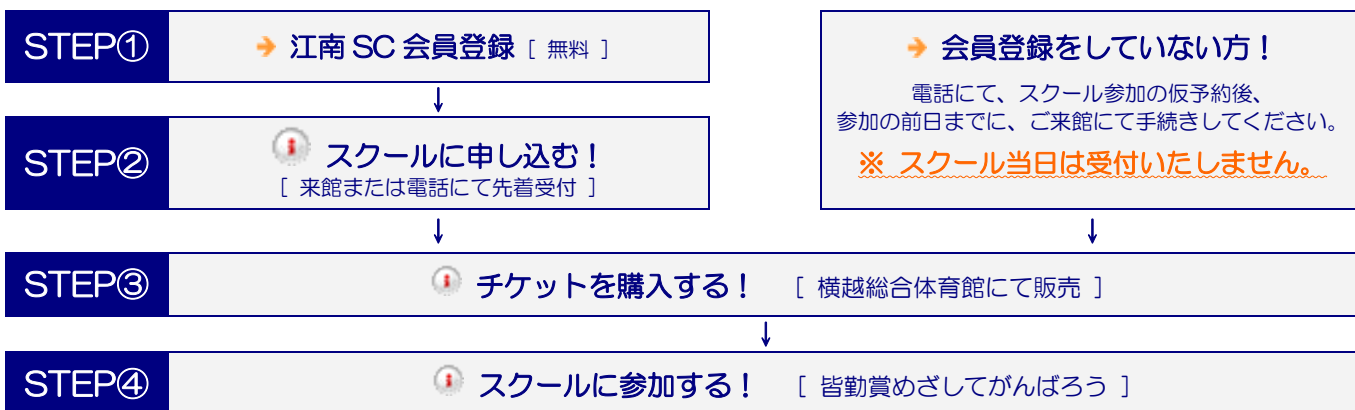 STEP①
江南 SC 会員登録 [ 無料 ]
STEP②
スクールに申し込む!
[ 来館または電話にて先着受付 ]
会員登録をしていない方!
電話にて、スクール参加の仮予約後、
参加の前日までに、ご来館にて手続きしてください。
※ スクール当日は受付いたしません。
STEP③
チケットを購入する! [ 横越総合体育館にて販売 ]
STEP④
スクールに参加する! [ 皆勤賞めざしてがんばろう ]